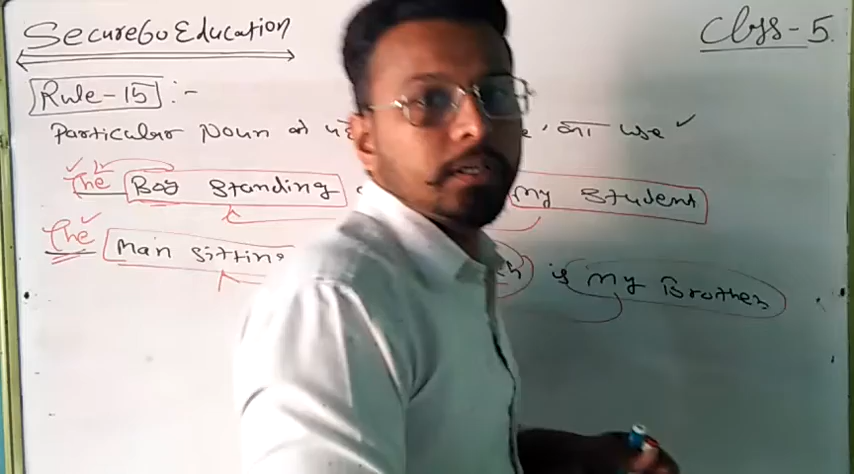 SecureGo Education
Class-5
Rule-15 :-
Particular Noun के use ✓
The Boy Standing my Student
The man sitting is my Brother